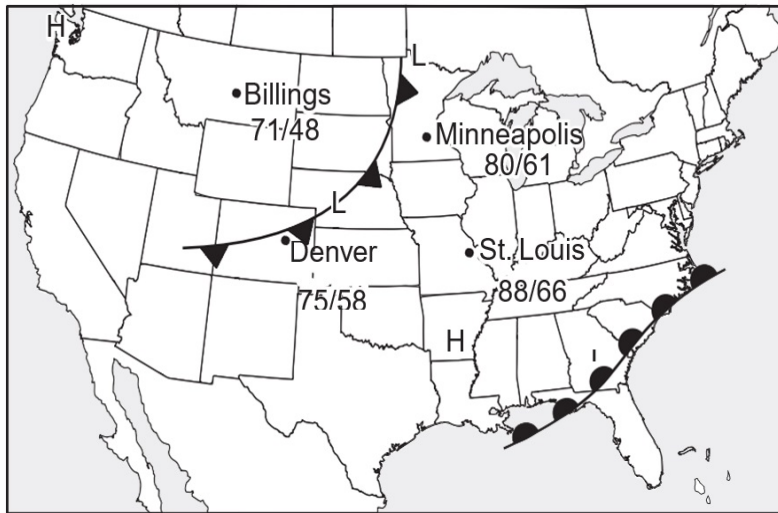 H
L
Billings
71/48
Minneapolis
80/61
L
Denver
St. Louis
75/58
88/66
H